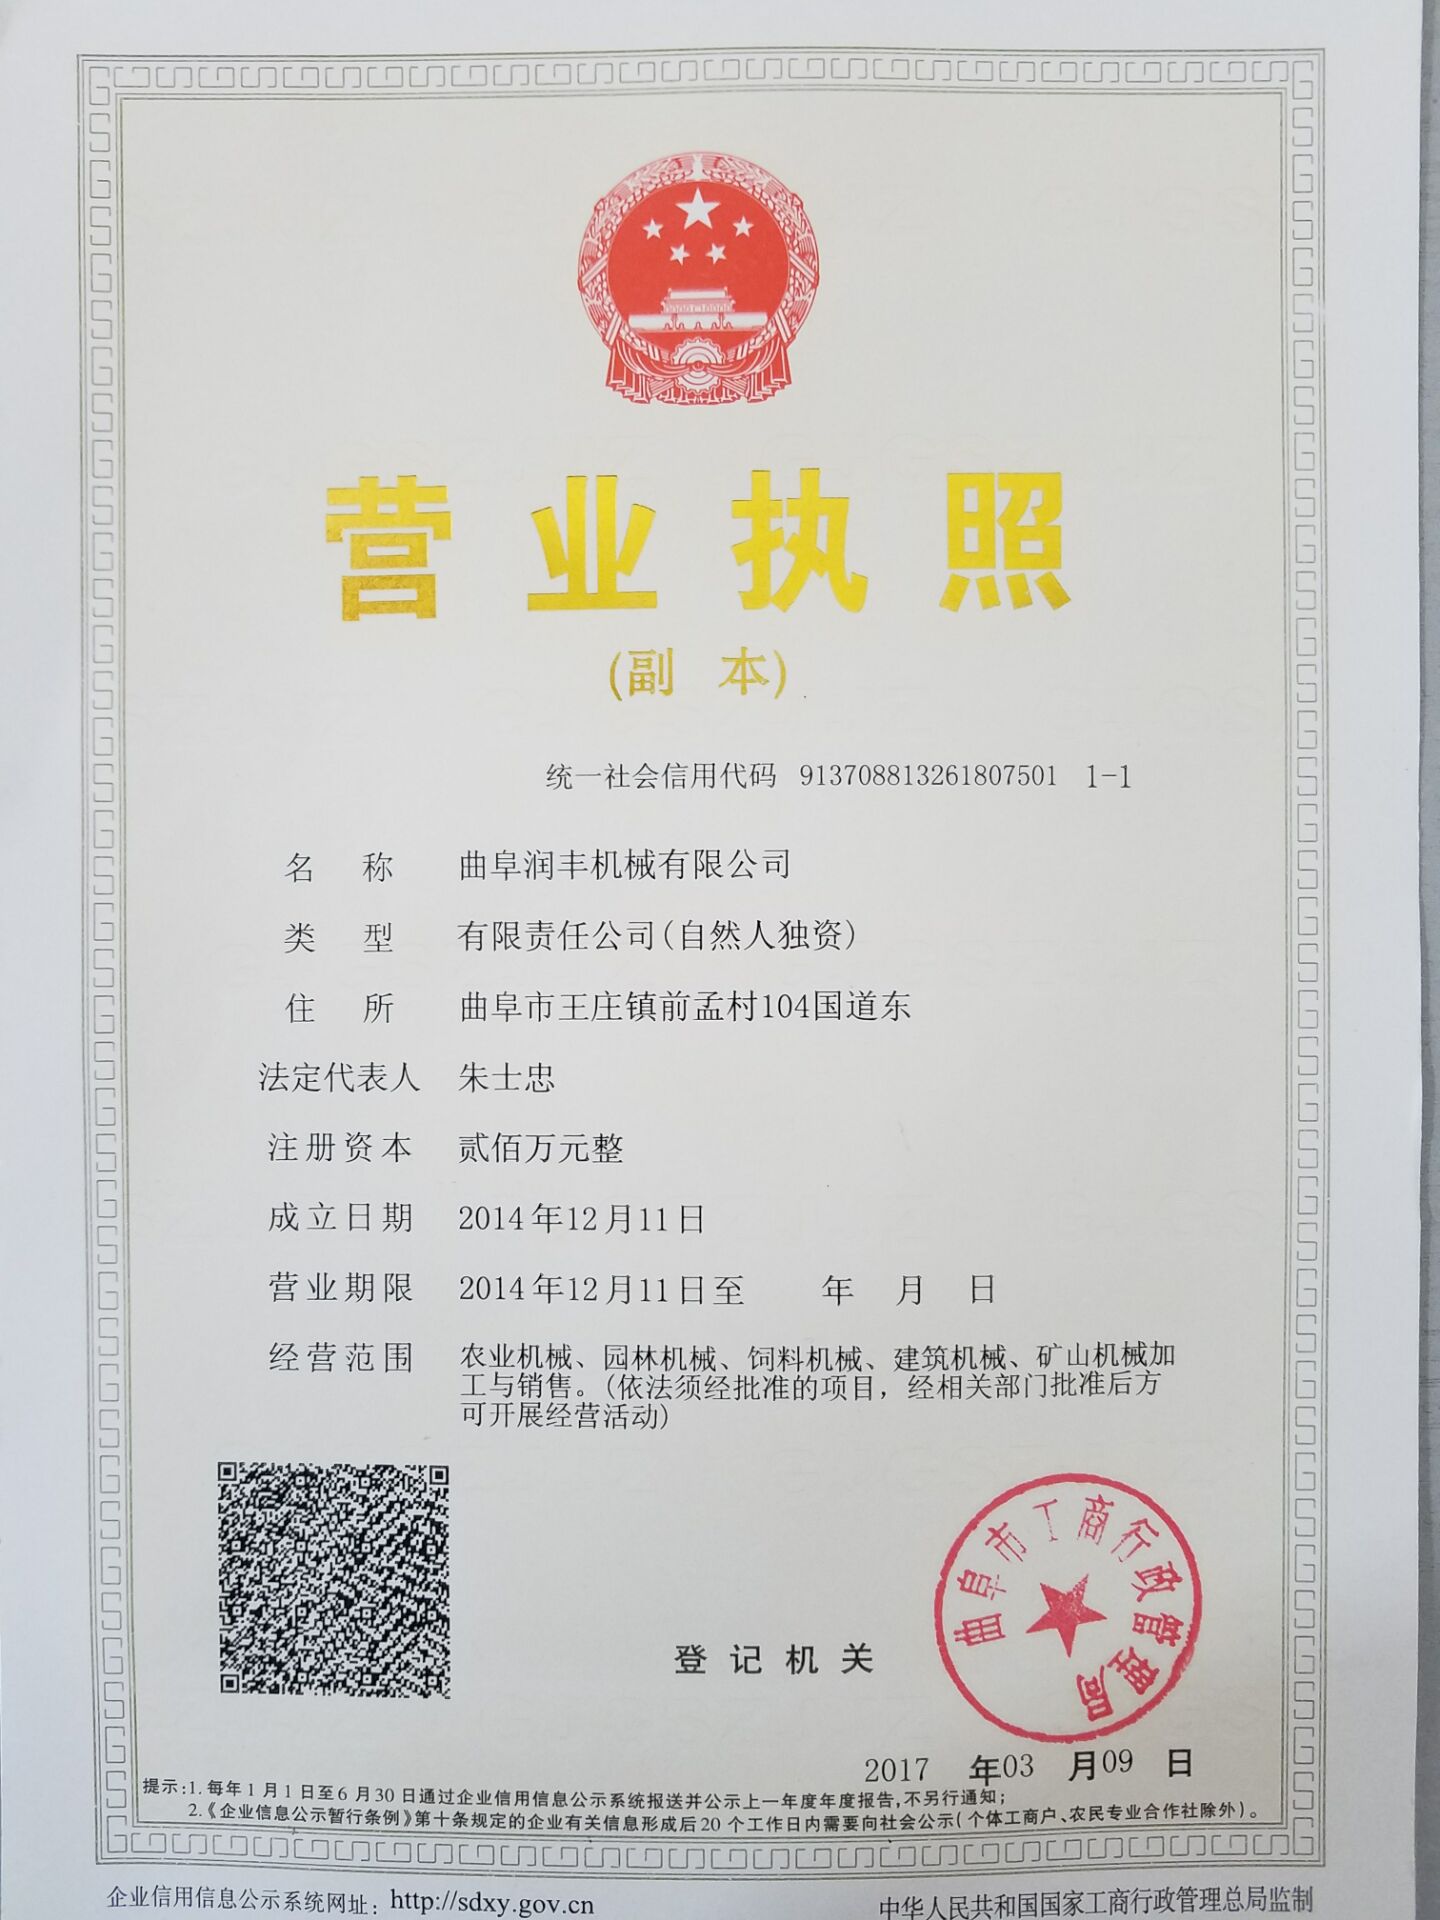 营业执照
(副 本)
统一社会信用代码 913708813261807501 1-1
名 称 曲阜润丰机械有限公司
类 型 有限责任公司(自然人独资)
住 所 曲阜市王庄镇前孟村104国道东
法定代表人 朱士忠
注册资本 贰佰万元整
成立日期 2014年12月11日
营业期限 2014年12月11日至 年 月 日
经营范围 农业机械、园林机械、饲料机械、建筑机械、矿山机械加
工与销售。(依法须经批准的项目，经相关部门批准后方
可开展经营活动)
曲阜市工商行政管理局
登记机关
2017 年03 月09 日
提示:1.每年1月1日至6月30日通过企业信用信息公示系统报送并公示上一年度年度报告,不另行通知;
2.《企业信息公示暂行条例》第十条规定的企业有关信息形成后20个工作日内需要向社会公示(个体工商户、农民专业合作社除外)。
企业信用信息公示系统网址: http://sdxy.gov.cn
中华人民共和国国家工商行政管理总局监制